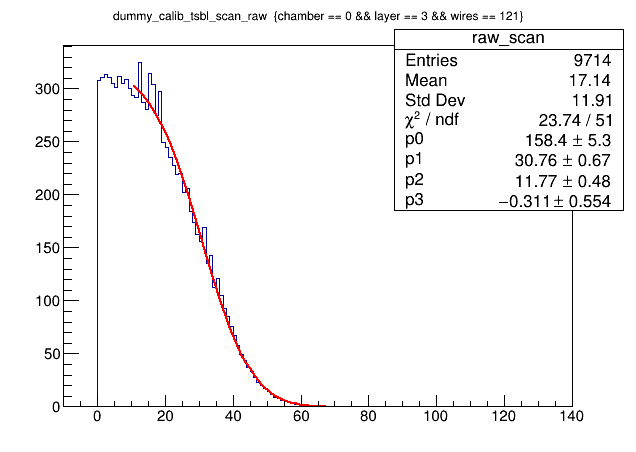 dummy_calib_tsbl_scan_raw {chamber == 0 && layer == 3 && wires == 121}
raw_scan
Entries 9714
Mean 17.14
Std Dev 11.91
χ² / ndf 23.74 / 51
p0 158.4 ± 5.3
p1 30.76 ± 0.67
p2 11.77 ± 0.48
p3 −0.311 ± 0.554
300
250
200
150
100
50
0
0 20 40 60 80 100 120 140